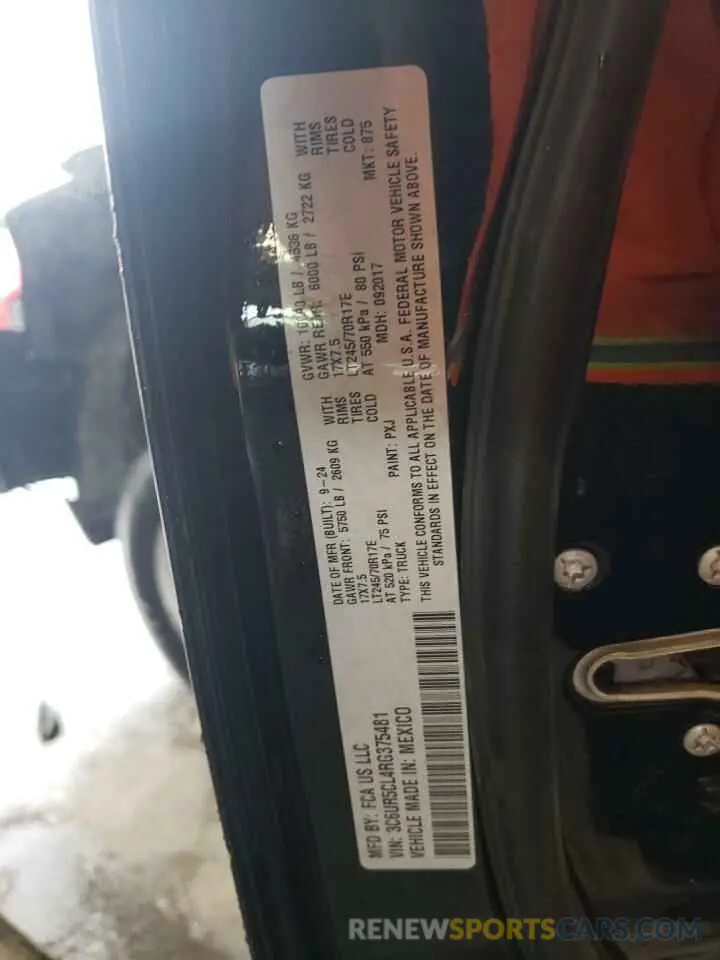 MFD BY: FCA US LLC
VIN: 3C6UR5CL4RG375481
VEHICLE MADE IN: MEXICO
DATE OF MFR (BUILT): 9-24
GAWR FRONT: 5750 LB / 2609 KG WITH
17X7.5 RIMS
LT245/70R17E TIRES
AT 520 kPa / 75 PSI COLD
TYPE: TRUCK PAINT: PXJ
GVWR: LB / 4536 KG
GAWR 6000 LB / 2722 KG WITH
17X7.5 RIMS
LT245/70R17E TIRES
AT 550 kPa / 80 PSI COLD
MDH: 092017 MKT: 875
THIS VEHICLE CONFORMS TO ALL APPLICABLE U.S.A. FEDERAL MOTOR VEHICLE SAFETY
STANDARDS IN EFFECT ON THE DATE OF MANUFACTURE SHOWN ABOVE.
RENEWSPORTSCARS.COM